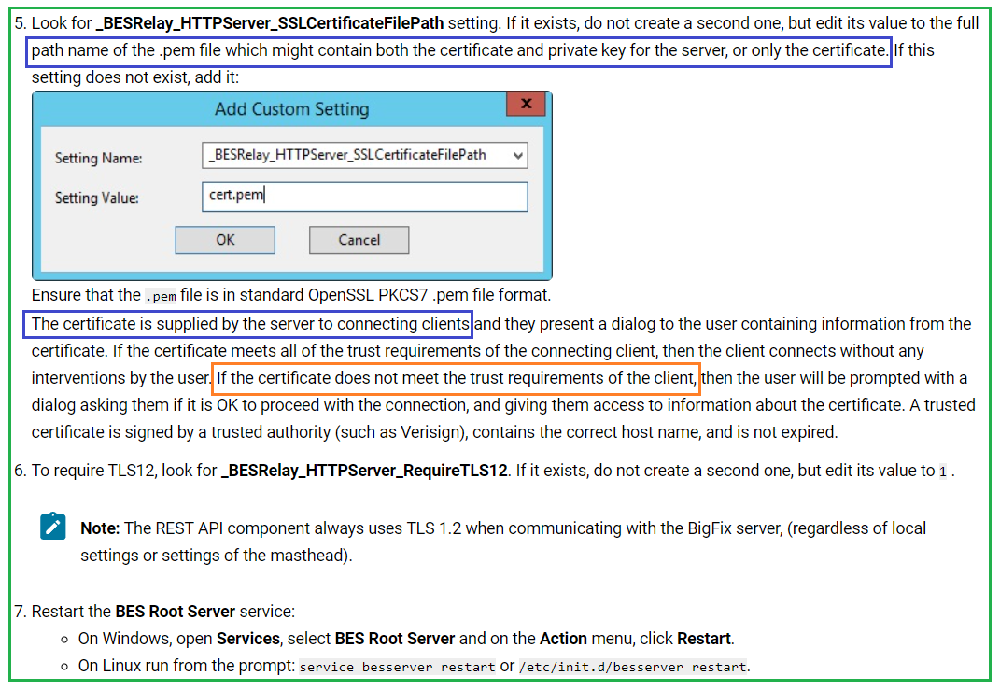 5. Look for _BESRelay_HTTPServer_SSLCertificateFilePath setting. If it exists, do not create a second one, but edit its value to the full
path name of the .pem file which might contain both the certificate and private key for the server, or only the certificate. If this
setting does not exist, add it:
Add Custom Setting
x
Setting Name: _BESRelay_HTTPServer_SSLCertificateFilePath
Setting Value: cert.pem
OK Cancel
Ensure that the .pem file is in standard OpenSSL PKCS7 .pem file format.
The certificate is supplied by the server to connecting clients and they present a dialog to the user containing information from the
certificate. If the certificate meets all of the trust requirements of the connecting client, then the client connects without any
interventions by the user. If the certificate does not meet the trust requirements of the client, then the user will be prompted with a
dialog asking them if it is OK to proceed with the connection, and giving them access to information about the certificate. A trusted
certificate is signed by a trusted authority (such as Verisign), contains the correct host name, and is not expired.
6. To require TLS12, look for _BESRelay_HTTPServer_RequireTLS12. If it exists, do not create a second one, but edit its value to 1 .
Note: The REST API component always uses TLS 1.2 when communicating with the BigFix server, (regardless of local
settings or settings of the masthead).
7. Restart the BES Root Server service:
○ On Windows, open Services, select BES Root Server and on the Action menu, click Restart.
○ On Linux run from the prompt: service besserver restart or /etc/init.d/besserver restart.